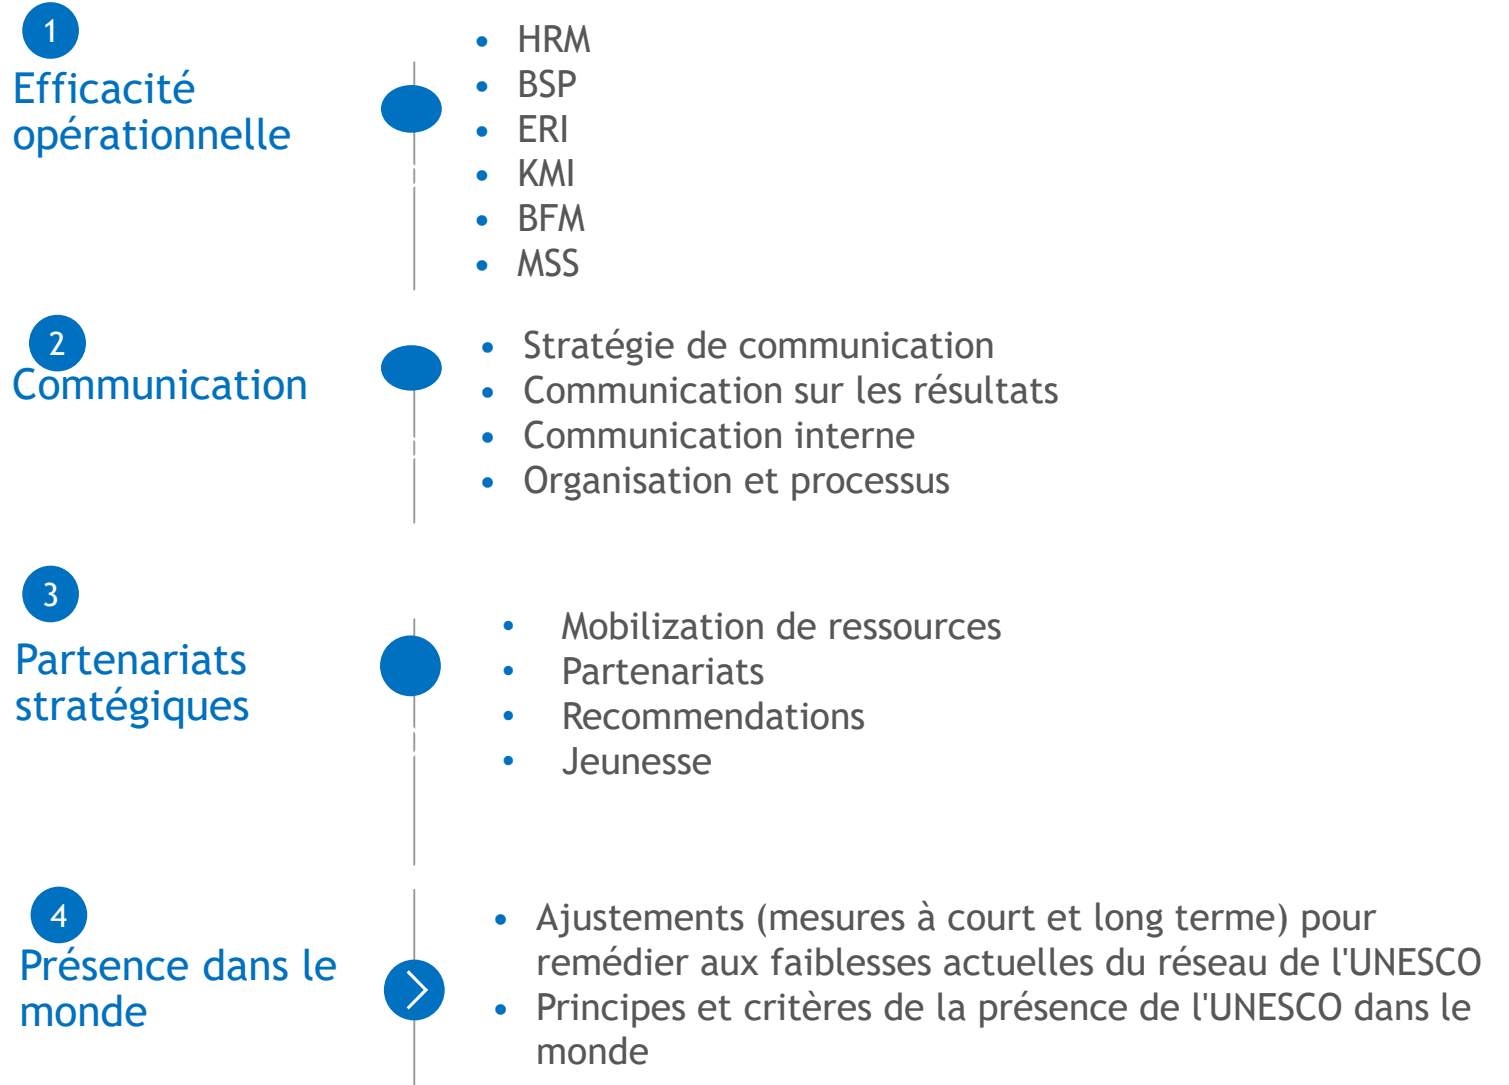 1
Efficacité
opérationnelle
• HRM
• BSP
• ERI
• KMI
• BFM
• MSS
2
Communication
• Stratégie de communication
• Communication sur les résultats
• Communication interne
• Organisation et processus
3
Partenariats
stratégiques
• Mobilization de ressources
• Partenariats
• Recommendations
• Jeunesse
4
Présence dans le
monde
• Ajustements (mesures à court et long terme) pour
remédier aux faiblesses actuelles du réseau de l'UNESCO
• Principes et critères de la présence de l'UNESCO dans le
monde